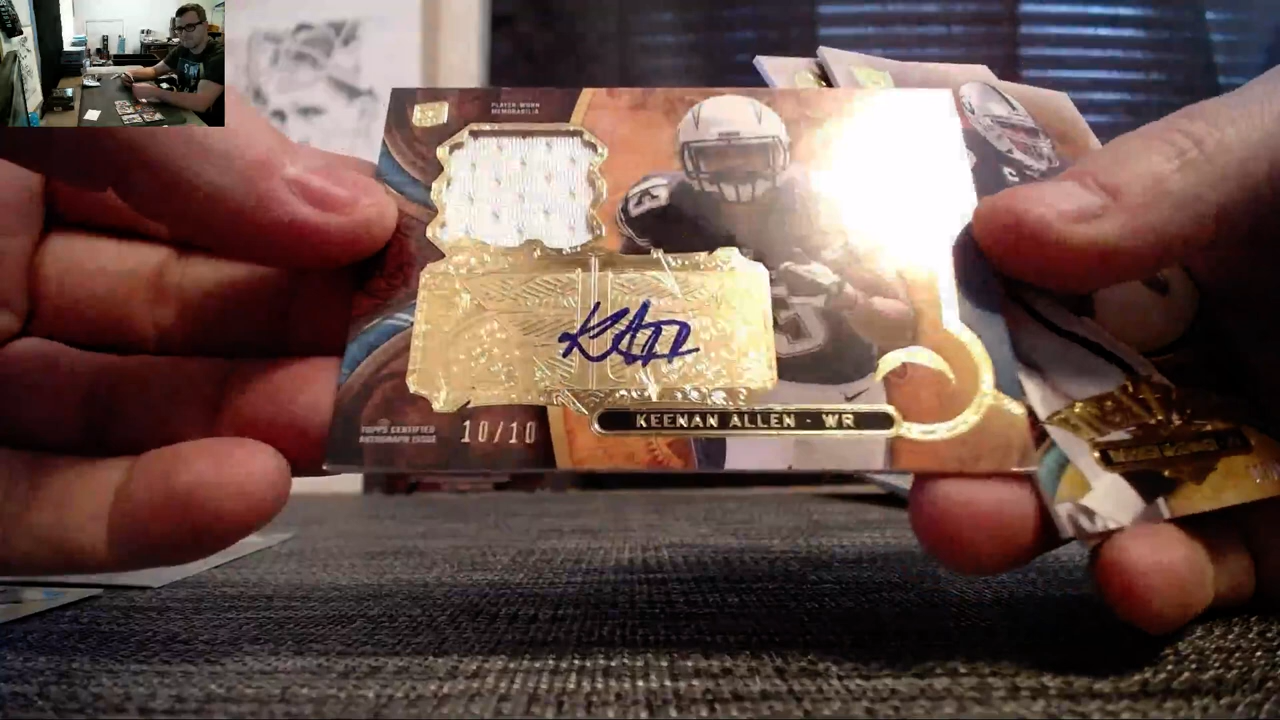 PLAYER-WORN
MEMORABILIA
TOPPS CERTIFIED
AUTOGRAPH ISSUE
10/10
KEENAN ALLEN - WR